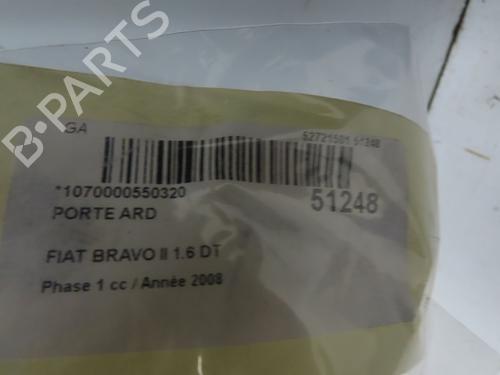 B-PARTS
GA
52721501 51248
*1070000550320
51248
PORTE ARD
FIAT BRAVO II 1.6 DT
Phase 1 cc / Année 2008